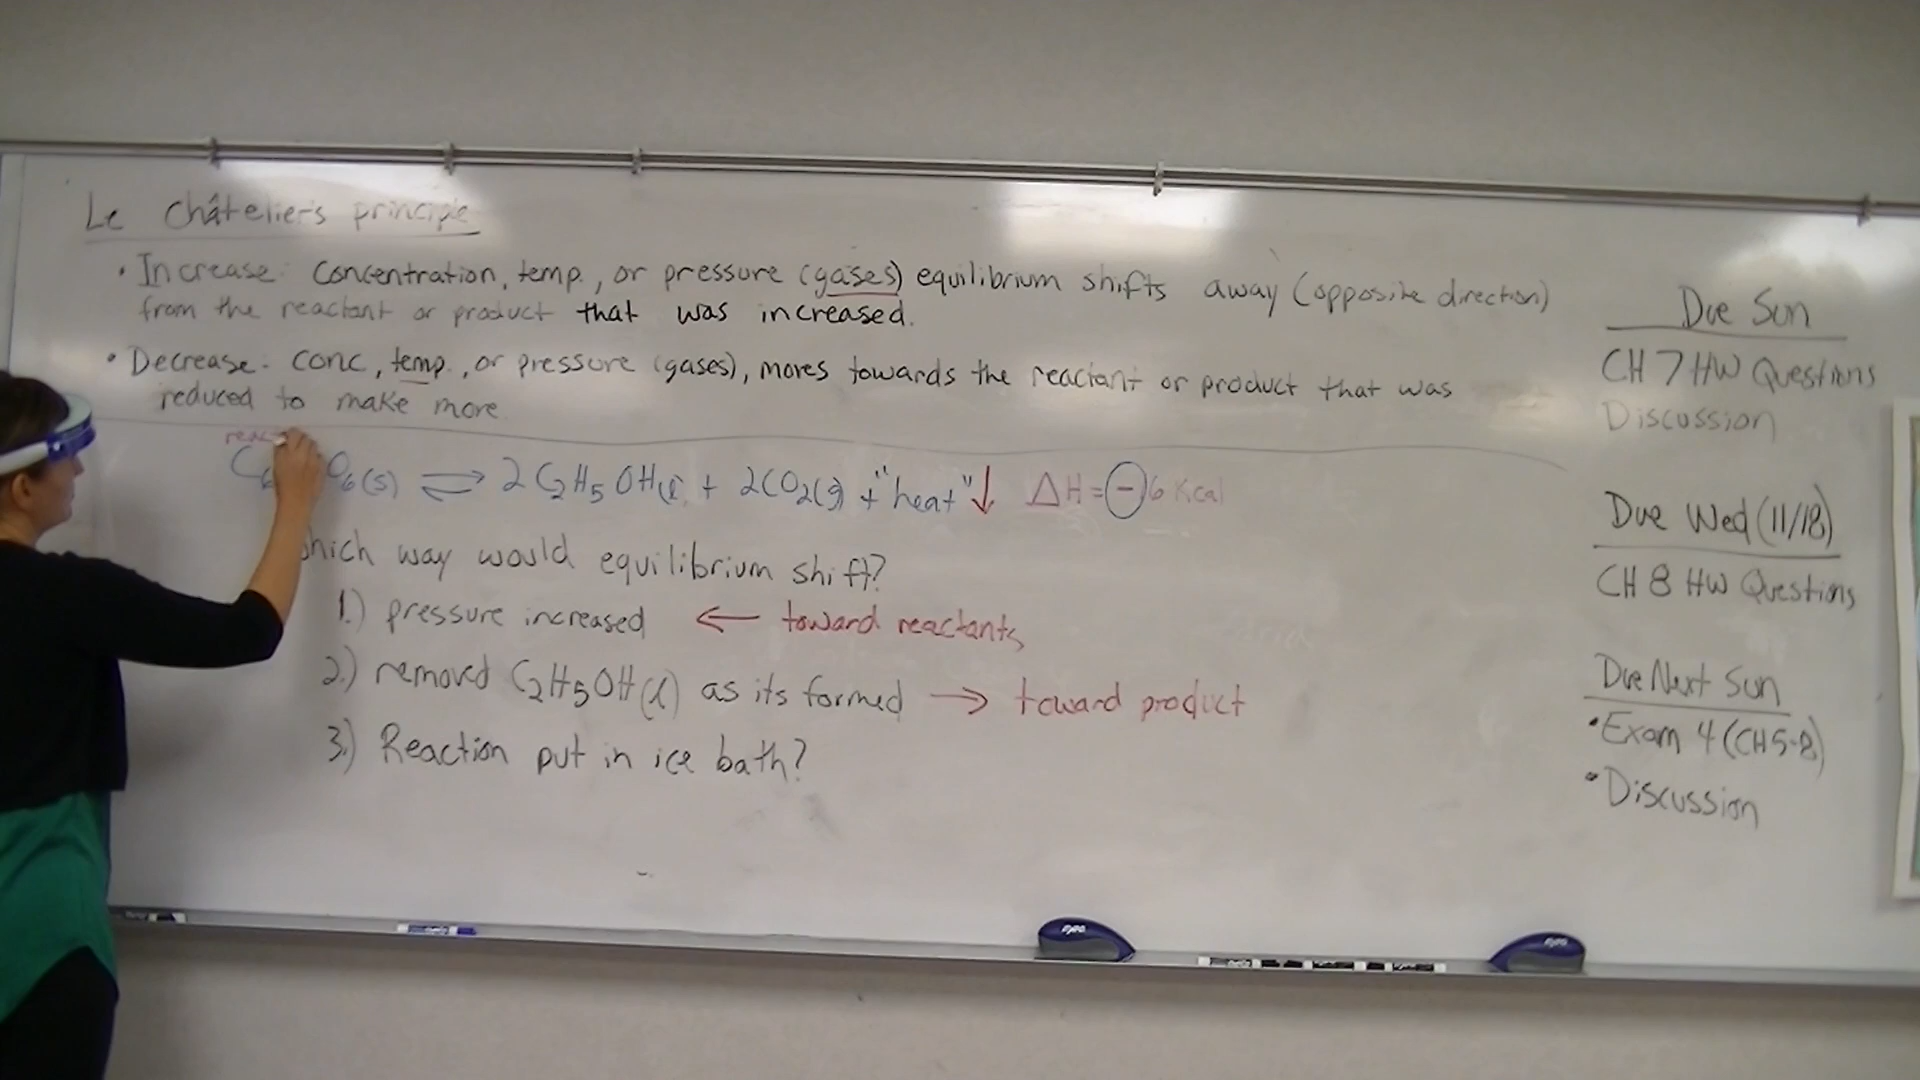 Le Châtelier's principle
• Increase: Concentration, temp., or pressure (gases) equilibrium shifts away (opposite direction)
from the reactant or product that was increased.
• Decrease: conc, temp., or pressure (gases), moves towards the reactant or product that was
reduced to make more.
O6(s) ⇌ 2 C2H5OH(l) + 2CO2(g) + "heat" ↓ ΔH = -6 Kcal
which way would equilibrium shift?
1.) pressure increased ← toward reactants
2.) removed C2H5OH(l) as its formed → toward product
3.) Reaction put in ice bath?
Due Sun
CH 7 HW Questions
Discussion
Due Wed (11/18)
CH 8 HW Questions
Due Next Sun
• Exam 4 (CH5-8)
• Discussion
expo
expo